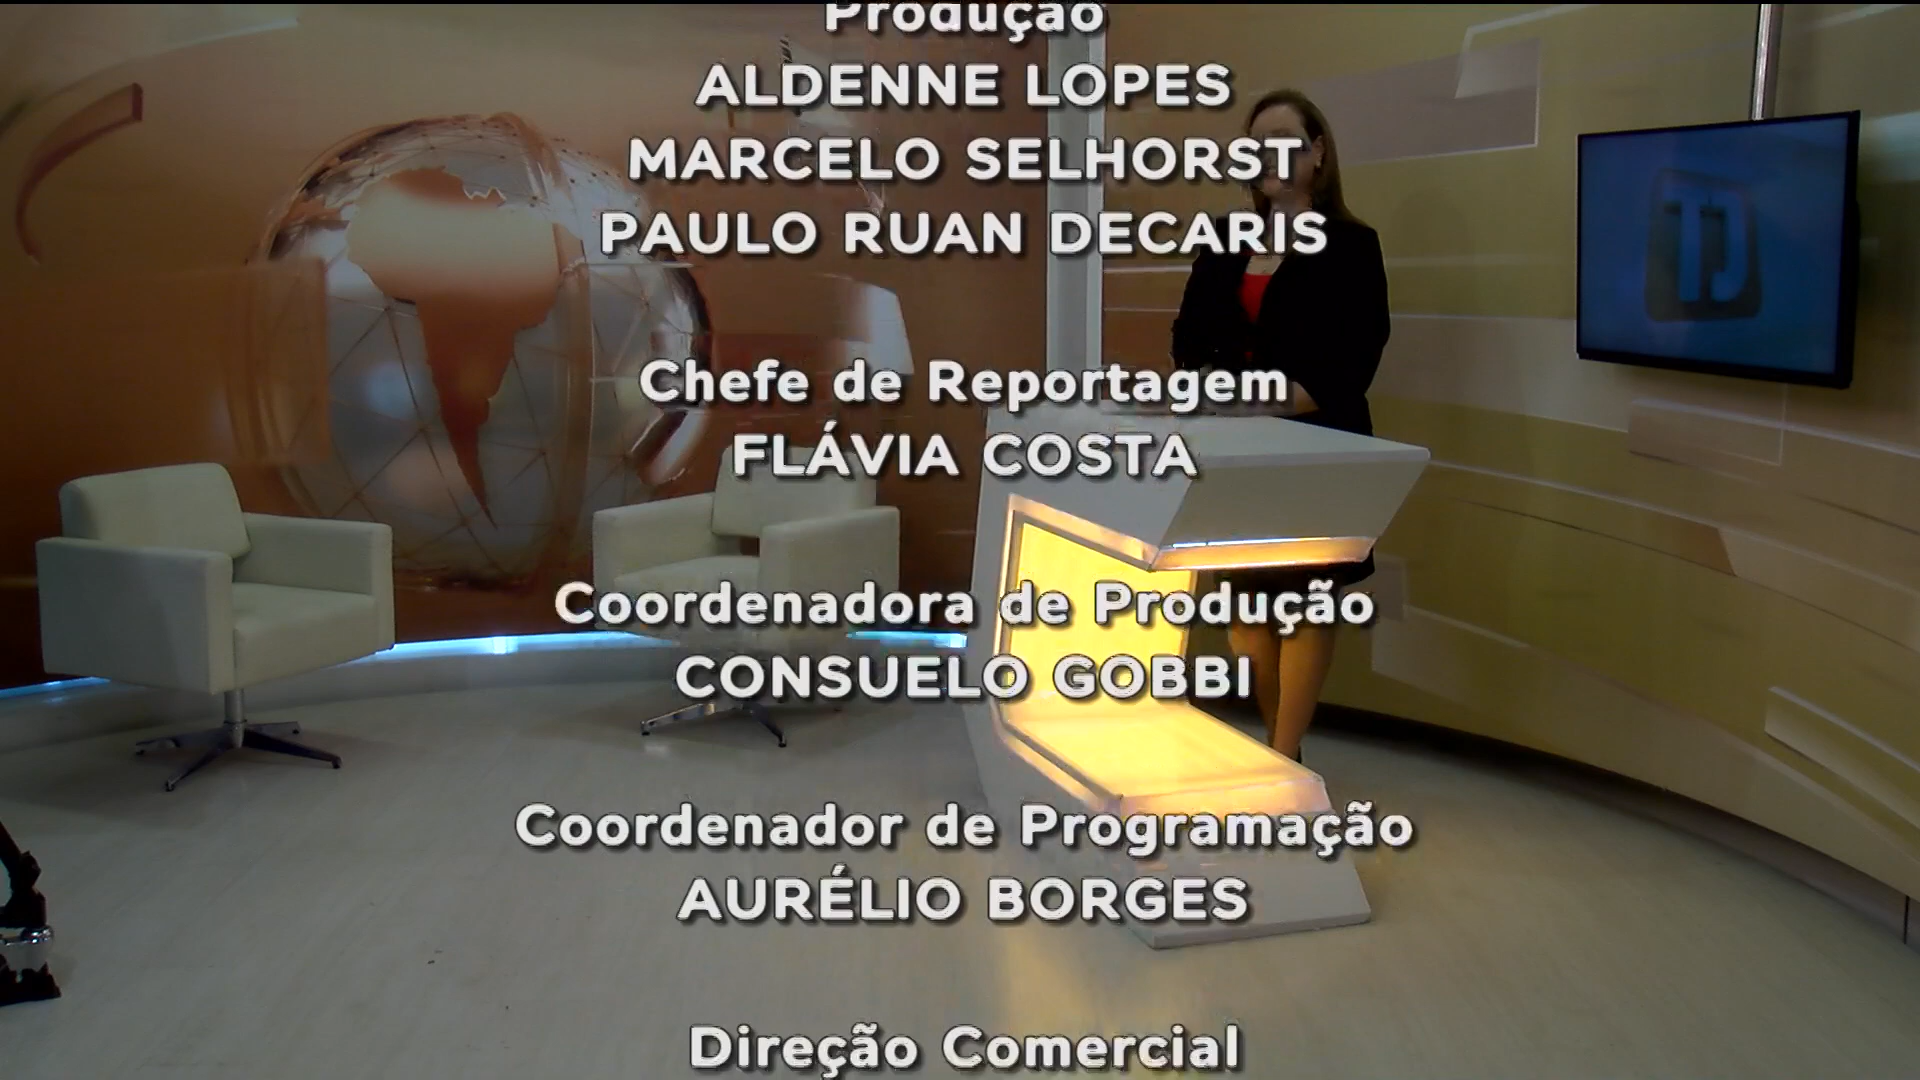 Produção
ALDENNE LOPES
MARCELO SELHORST
PAULO RUAN DECARIS
Chefe de Reportagem
FLÁVIA COSTA
Coordenadora de Produção
CONSUELO GOBBI
Coordenador de Programação
AURÉLIO BORGES
Direção Comercial
TJ